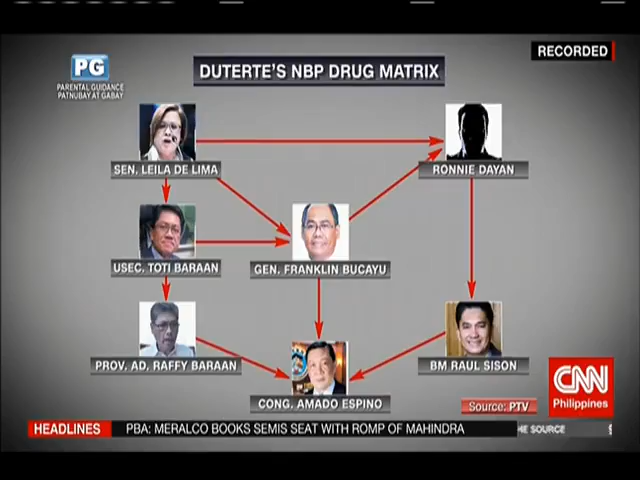 RECORDED
DUTERTE'S NBP DRUG MATRIX
PG
PARENTAL GUIDANCE
PATNUBAY AT GABAY
SEN. LEILA DE LIMA
RONNIE DAYAN
USEC. TOTI BARAAN
GEN. FRANKLIN BUCAYU
PROV. AD. RAFFY BARAAN
BM RAUL SISON
CONG. AMADO ESPINO
Source: PTV
CNN
Philippines
HEADLINES
PBA: MERALCO BOOKS SEMIS SEAT WITH ROMP OF MAHINDRA
SOURCE